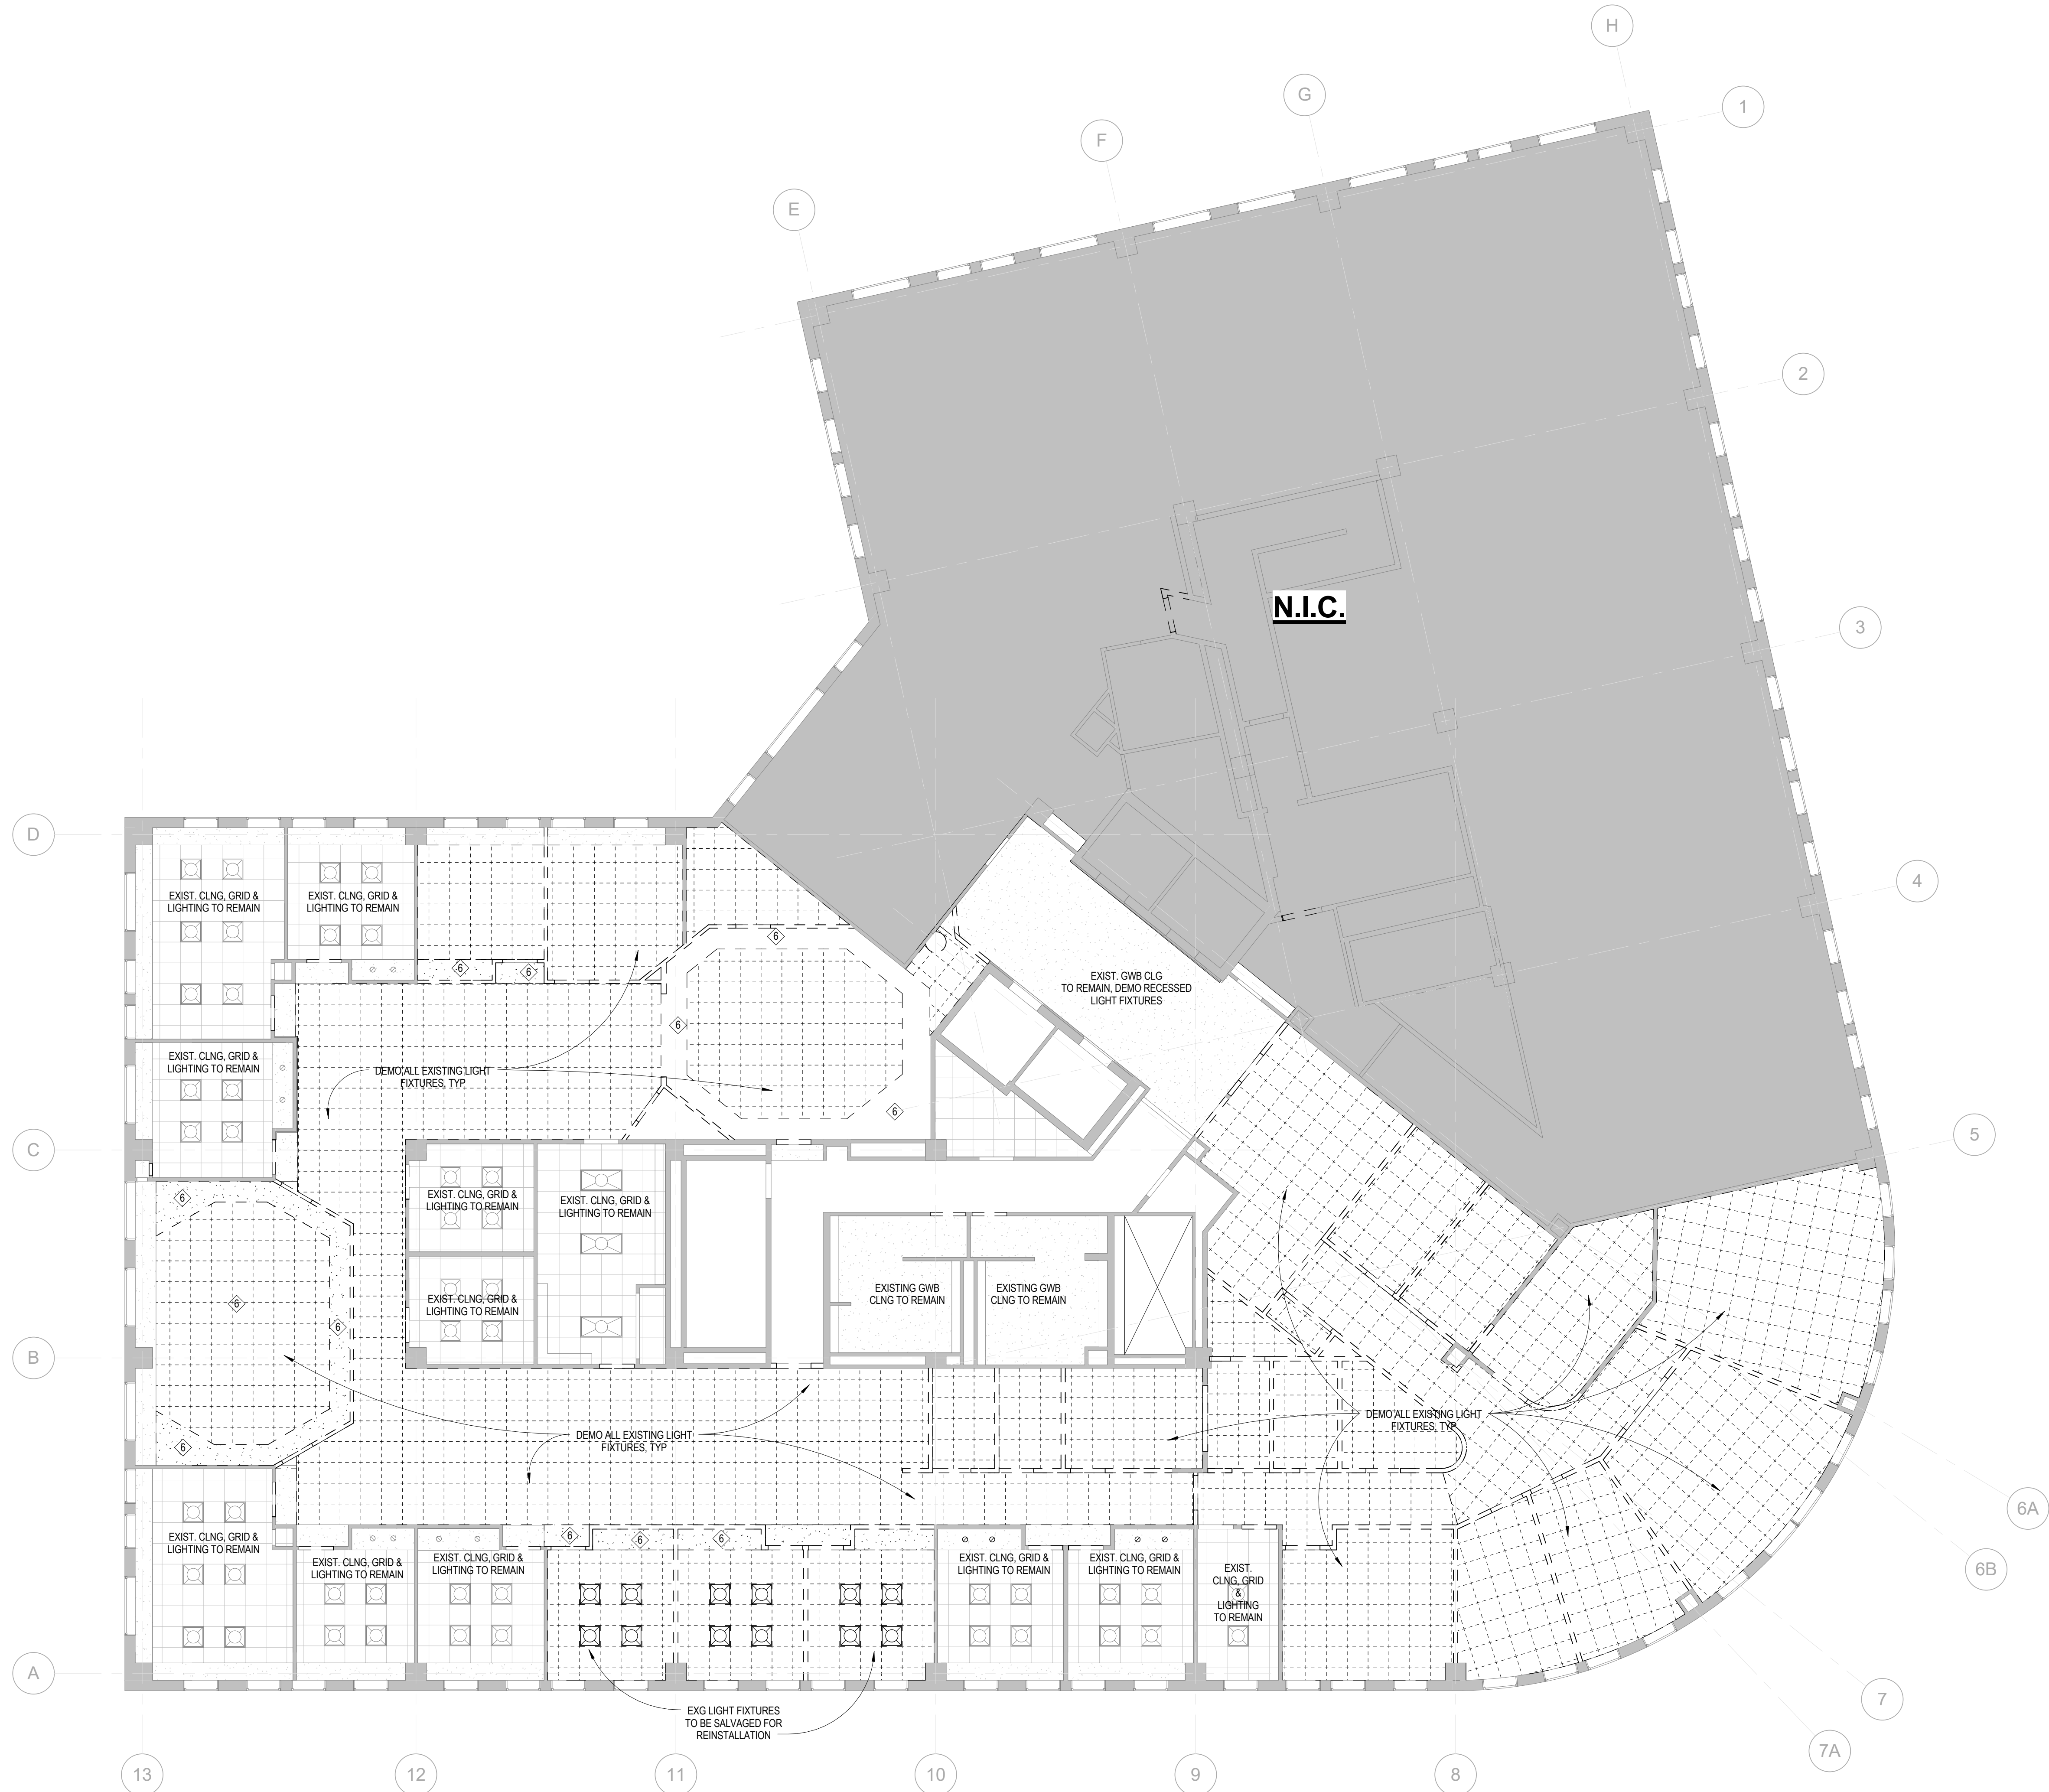 H
G
1
F
E
2
N.I.C.
3
D
4
EXIST. CLNG, GRID &
LIGHTING TO REMAIN
EXIST. CLNG, GRID &
LIGHTING TO REMAIN
6
6
6
EXIST. GWB CLG
TO REMAIN, DEMO RECESSED
LIGHT FIXTURES
6
EXIST. CLNG, GRID &
LIGHTING TO REMAIN
DEMO ALL EXISTING LIGHT
FIXTURES, TYP
6
C
5
6
EXIST. CLNG, GRID &
LIGHTING TO REMAIN
EXIST. CLNG, GRID &
LIGHTING TO REMAIN
EXIST. CLNG, GRID &
LIGHTING TO REMAIN
EXISTING GWB
CLNG TO REMAIN
EXISTING GWB
CLNG TO REMAIN
6
6
B
DEMO ALL EXISTING LIGHT
FIXTURES, TYP
DEMO ALL EXISTING LIGHT
FIXTURES, TYP
6
6A
EXIST. CLNG, GRID &
LIGHTING TO REMAIN
6
6
6
EXIST. CLNG, GRID &
LIGHTING TO REMAIN
EXIST. CLNG, GRID &
LIGHTING TO REMAIN
EXIST. CLNG, GRID &
LIGHTING TO REMAIN
EXIST. CLNG, GRID &
LIGHTING TO REMAIN
EXIST.
CLNG, GRID
&
LIGHTING
TO REMAIN
6B
A
7
EXG LIGHT FIXTURES
TO BE SALVAGED FOR
REINSTALLATION
7A
13
12
11
10
9
8